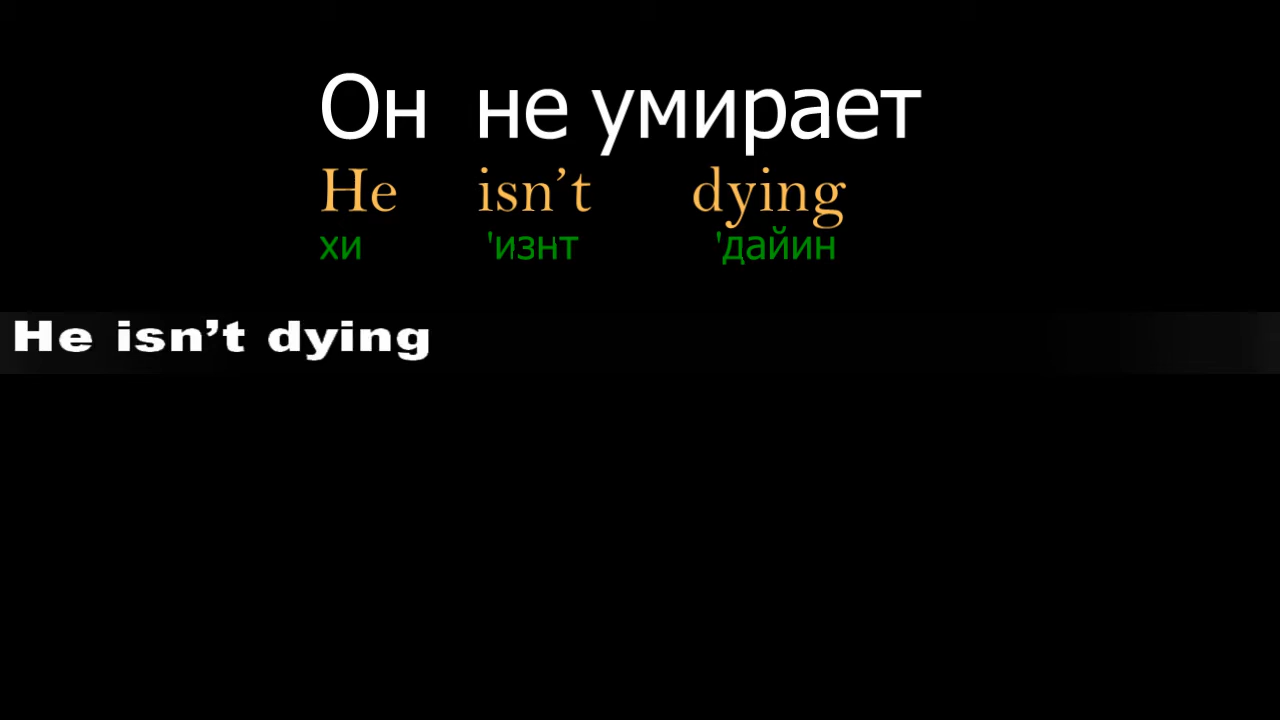 Он не умирает
He isn’t dying
хи 'изнт 'дайин
He isn’t dying